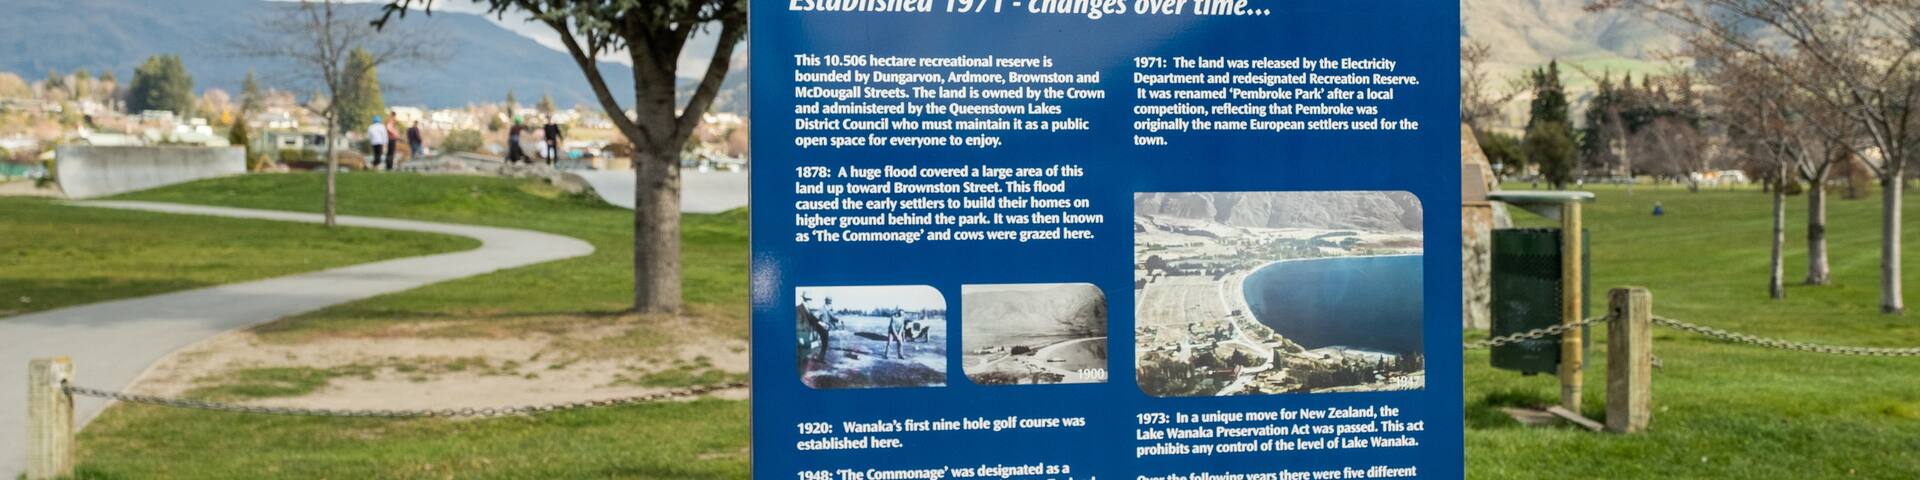 Established 1971 - changes over time...
This 10.506 hectare recreational reserve is
bounded by Dungarvon, Ardmore, Brownston and
McDougall Streets. The land is owned by the Crown
and administered by the Queenstown Lakes
District Council who must maintain it as a public
open space for everyone to enjoy.
1878: A huge flood covered a large area of this
land up toward Brownston Street. This flood
caused the early settlers to build their homes on
higher ground behind the park. It was then known
as ‘The Commonage’ and cows were grazed here.
1900
1920: Wanaka’s first nine hole golf course was
established here.
1948: ‘The Commonage’ was designated as a
1971: The land was released by the Electricity
Department and redesignated Recreation Reserve.
It was renamed ‘Pembroke Park’ after a local
competition, reflecting that Pembroke was
originally the name European settlers used for the
town.
1973: In a unique move for New Zealand, the
Lake Wanaka Preservation Act was passed. This act
prohibits any control of the level of Lake Wanaka.
Over the following years there were five different